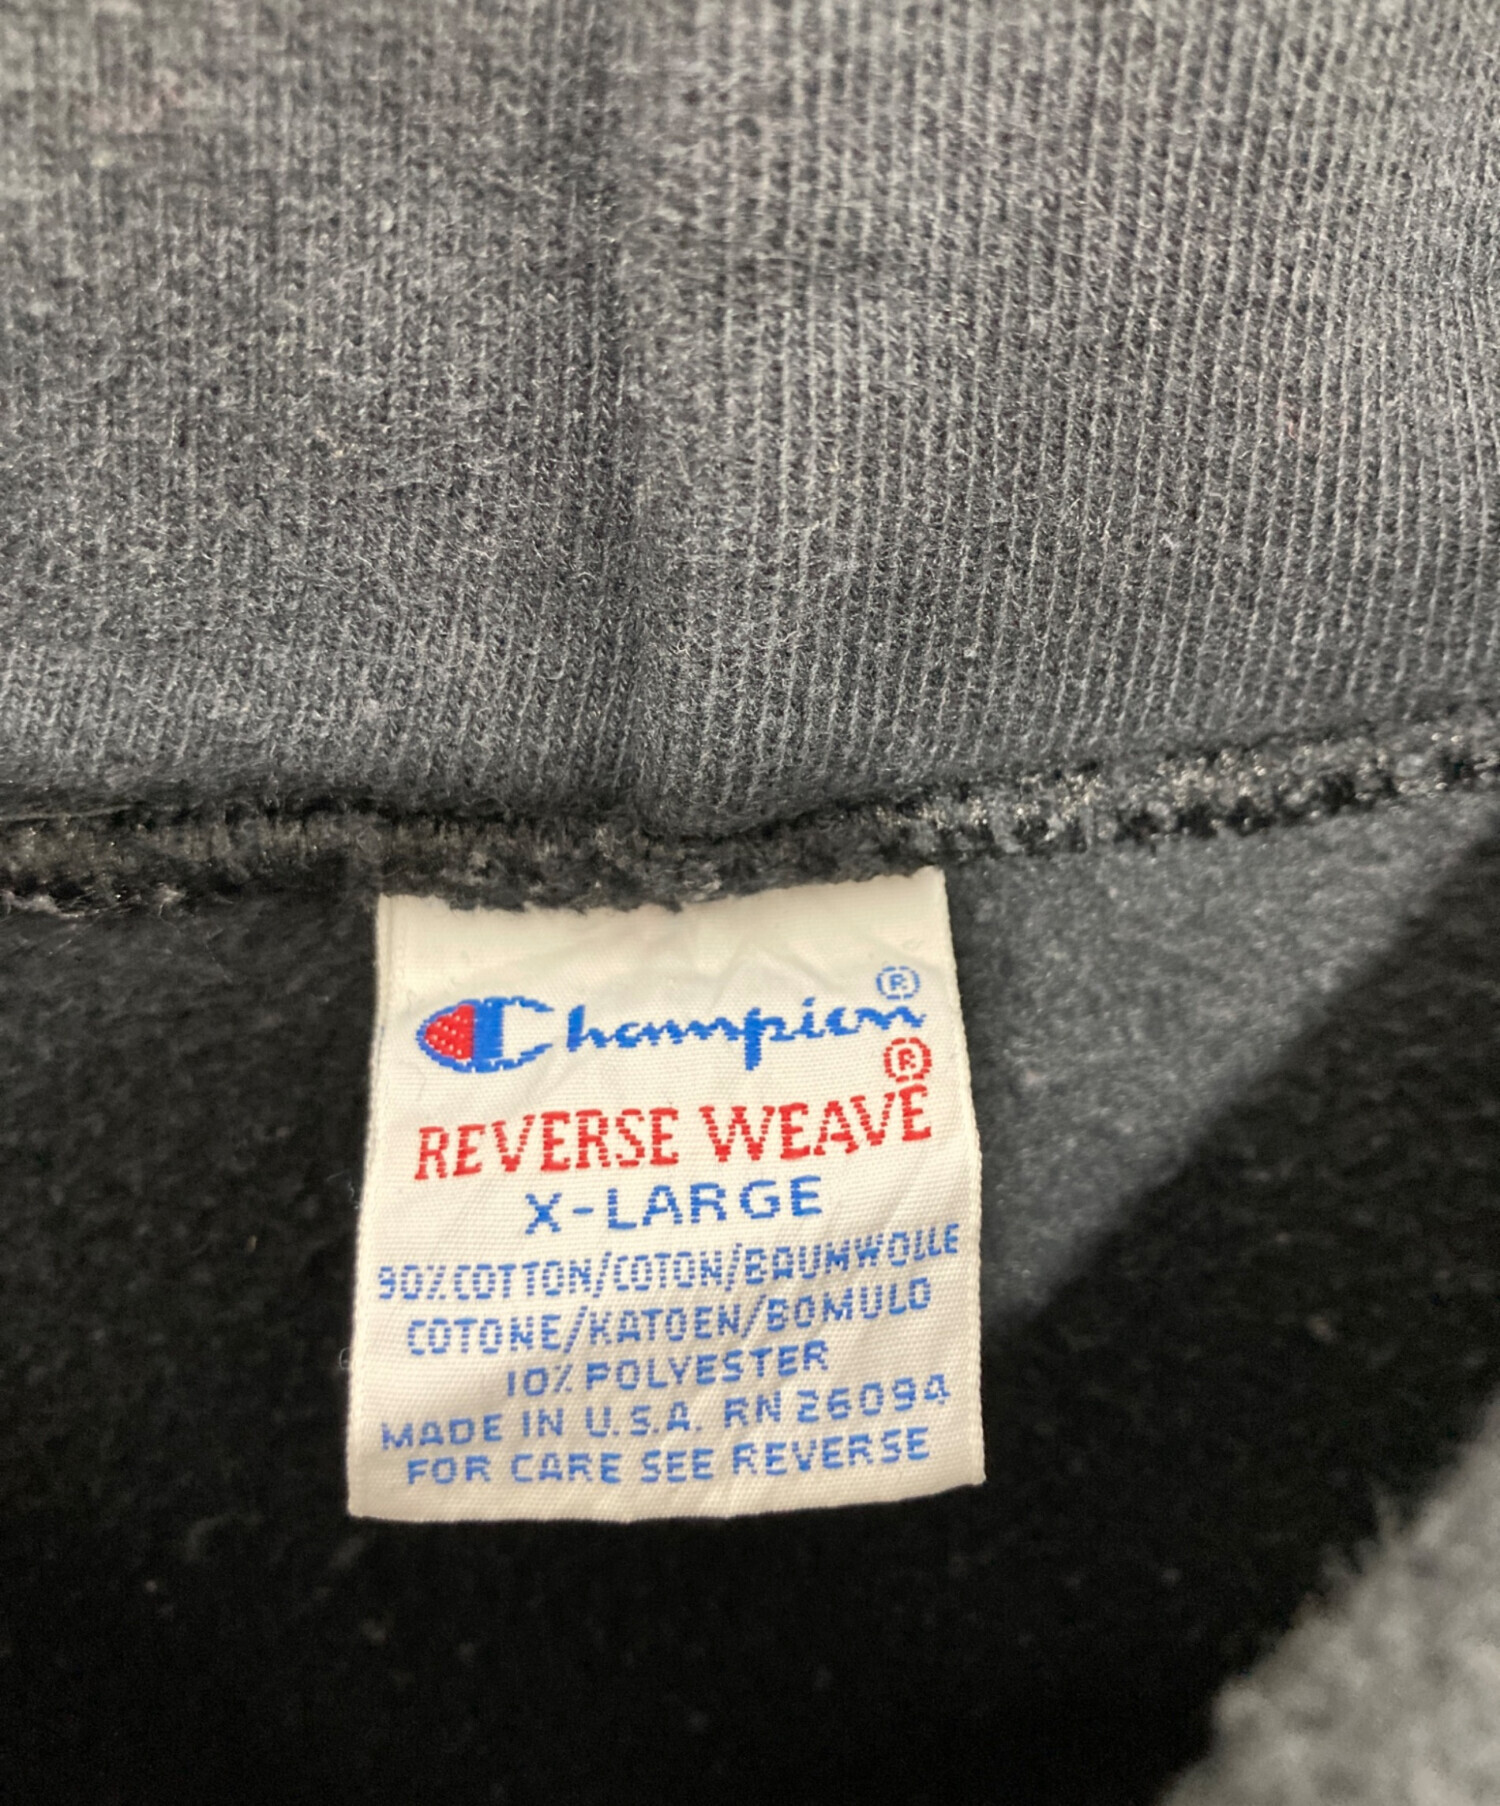 Champion®
REVERSE WEAVE®
X-LARGE
90% COTTON/COTON/BAUMWOLLE
COTONE/KATOEN/BOMULD
10% POLYESTER
MADE IN U.S.A. RN 26094
FOR CARE SEE REVERSE